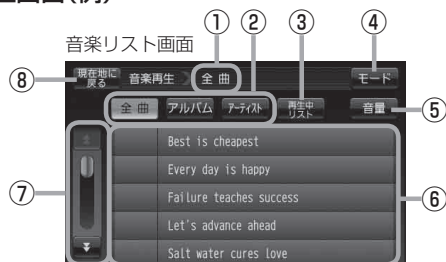 音楽リスト画面
① ② ③ ④
⑧ 現在地に戻る 音楽再生 全曲 モード
全曲 アルバム アーティスト 再生中リスト 音量 ⑤
Best is cheapest
Every day is happy
⑦ Failure teaches success ⑥
Let's advance ahead
Salt water cures love